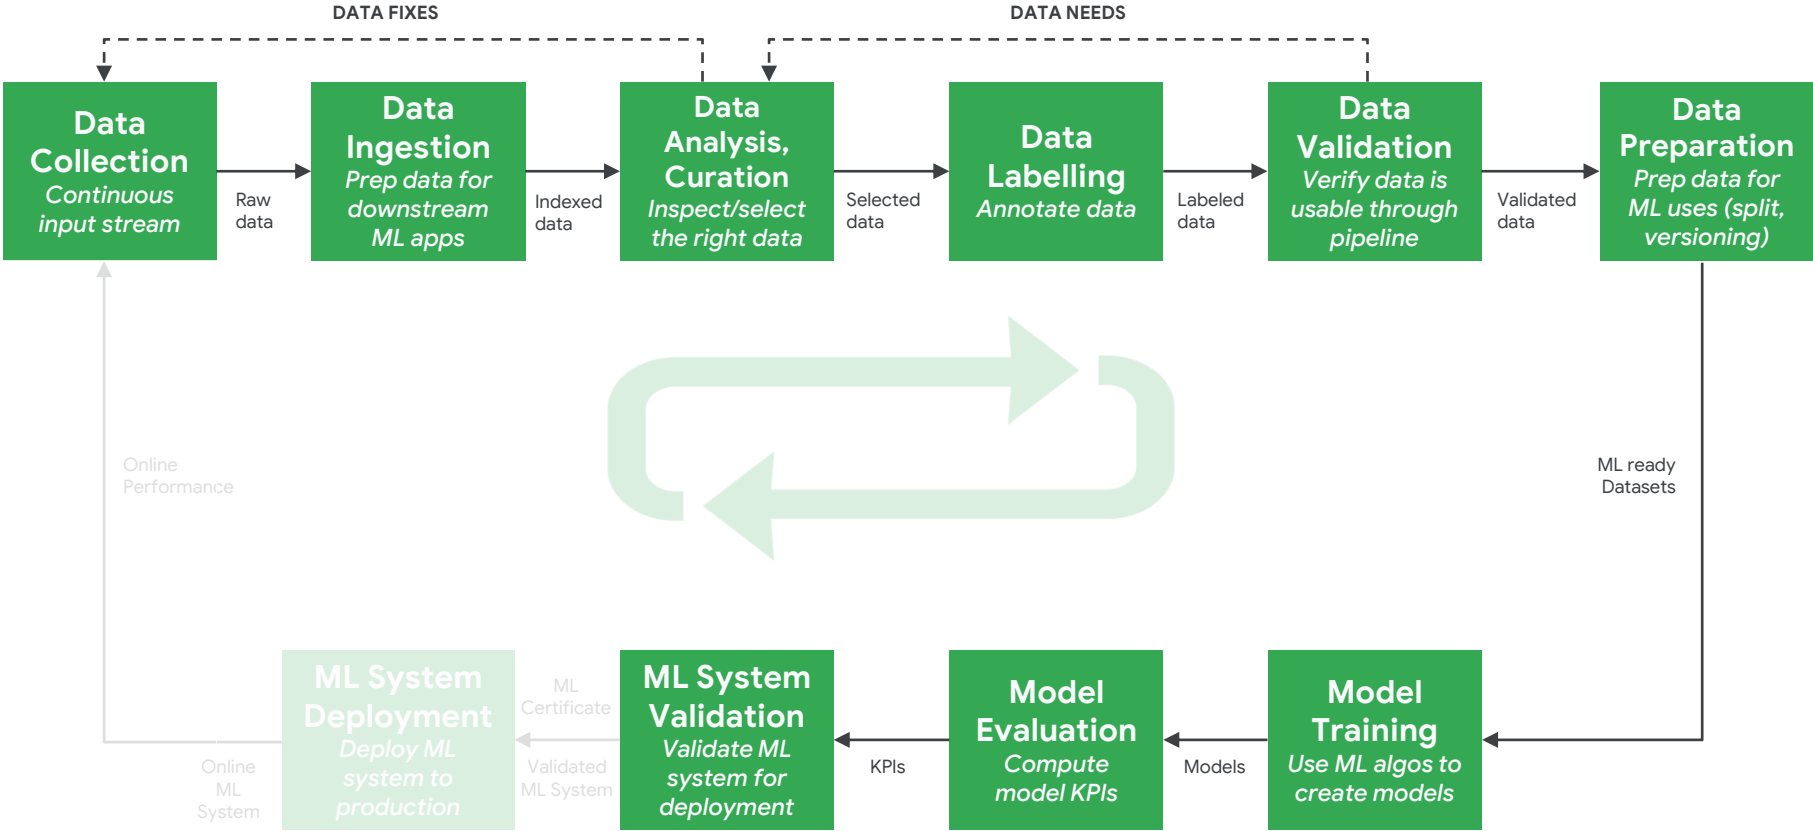 DATA FIXES
DATA NEEDS
Data
Collection
Continuous
input stream
Raw
data
Data
Ingestion
Prep data for
downstream
ML apps
Indexed
data
Data
Analysis,
Curation
Inspect/select
the right data
Selected
data
Data
Labelling
Annotate data
Labeled
data
Data
Validation
Verify data is
usable through
pipeline
Validated
data
Data
Preparation
Prep data for
ML uses (split,
versioning)
Online
Performance
ML ready
Datasets
Online
ML
System
ML System
Deployment
Deploy ML
system to
production
ML
Certificate
Validated
ML System
ML System
Validation
Validate ML
system for
deployment
KPIs
Model
Evaluation
Compute
model KPIs
Models
Model
Training
Use ML algos to
create models